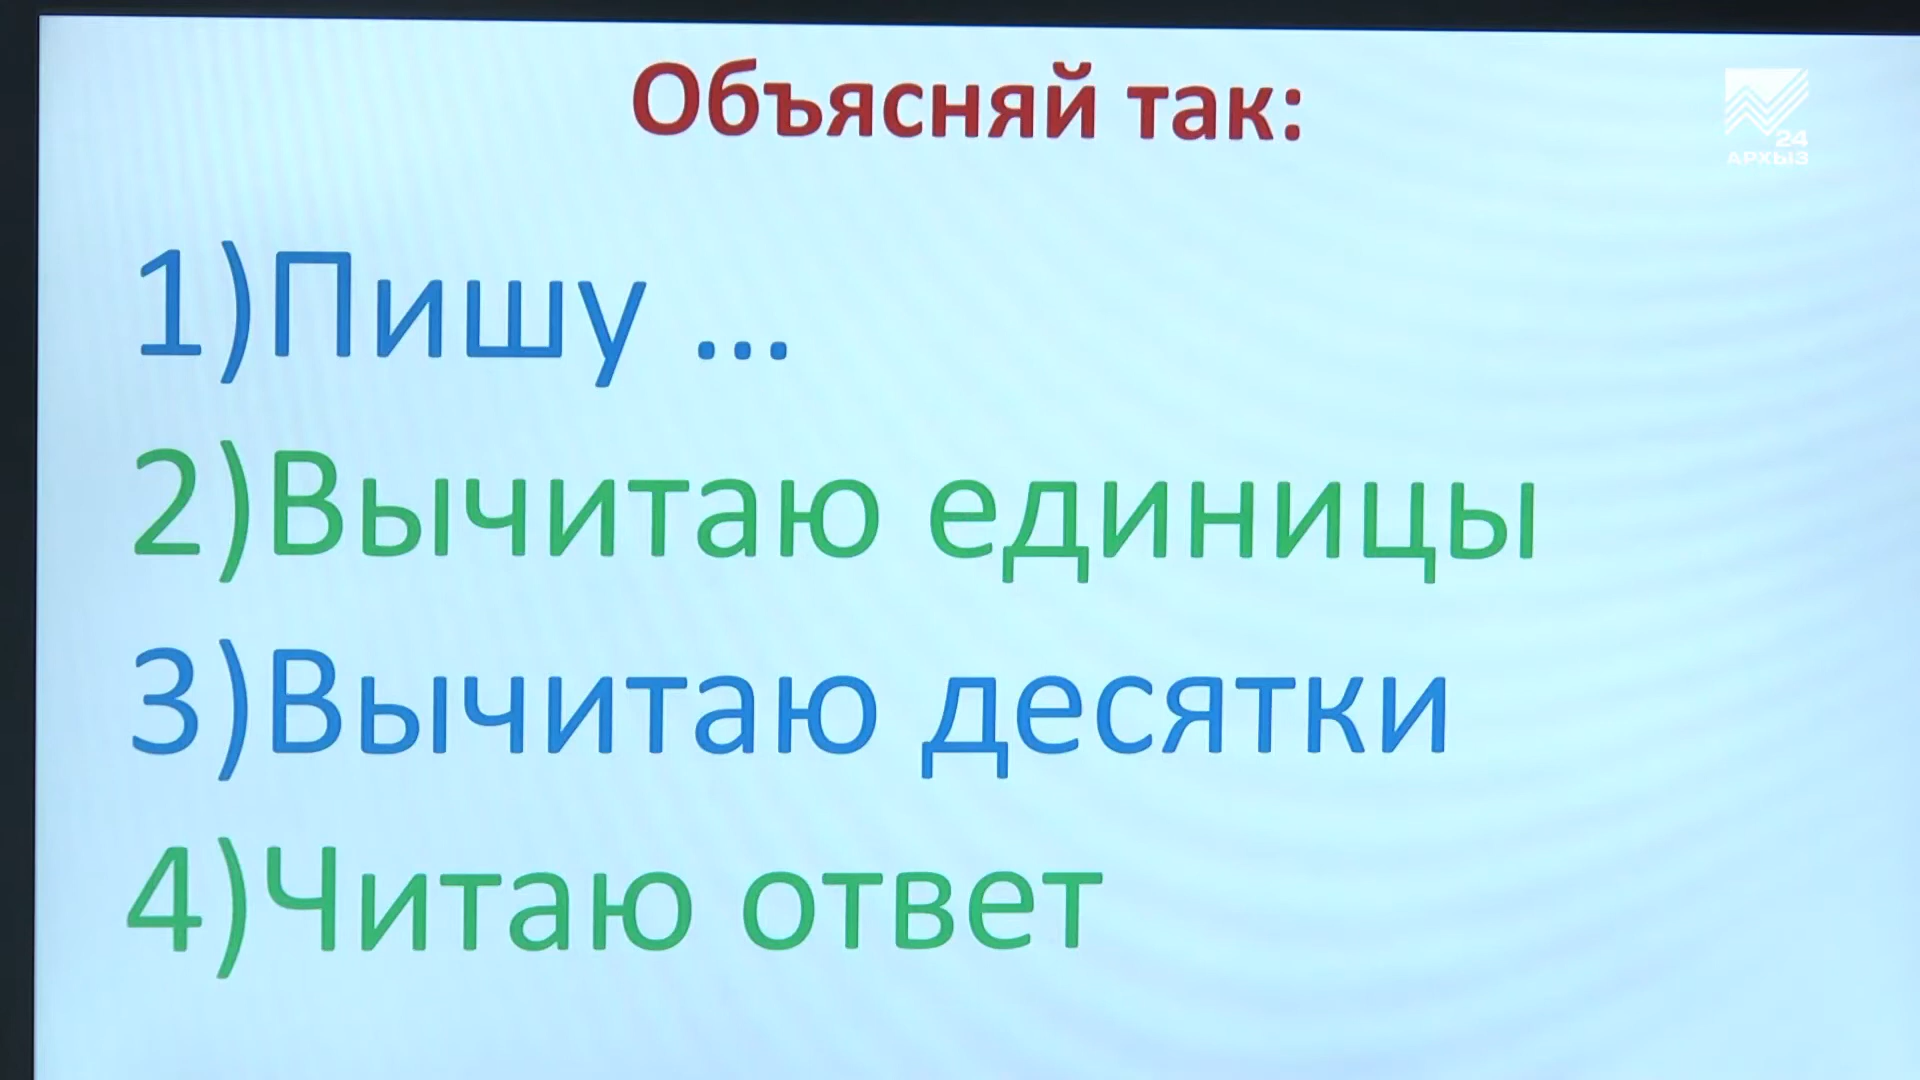 Объясняй так:
24
АРХЫЗ
1)Пишу ...
2)Вычитаю единицы
3)Вычитаю десятки
4)Читаю ответ